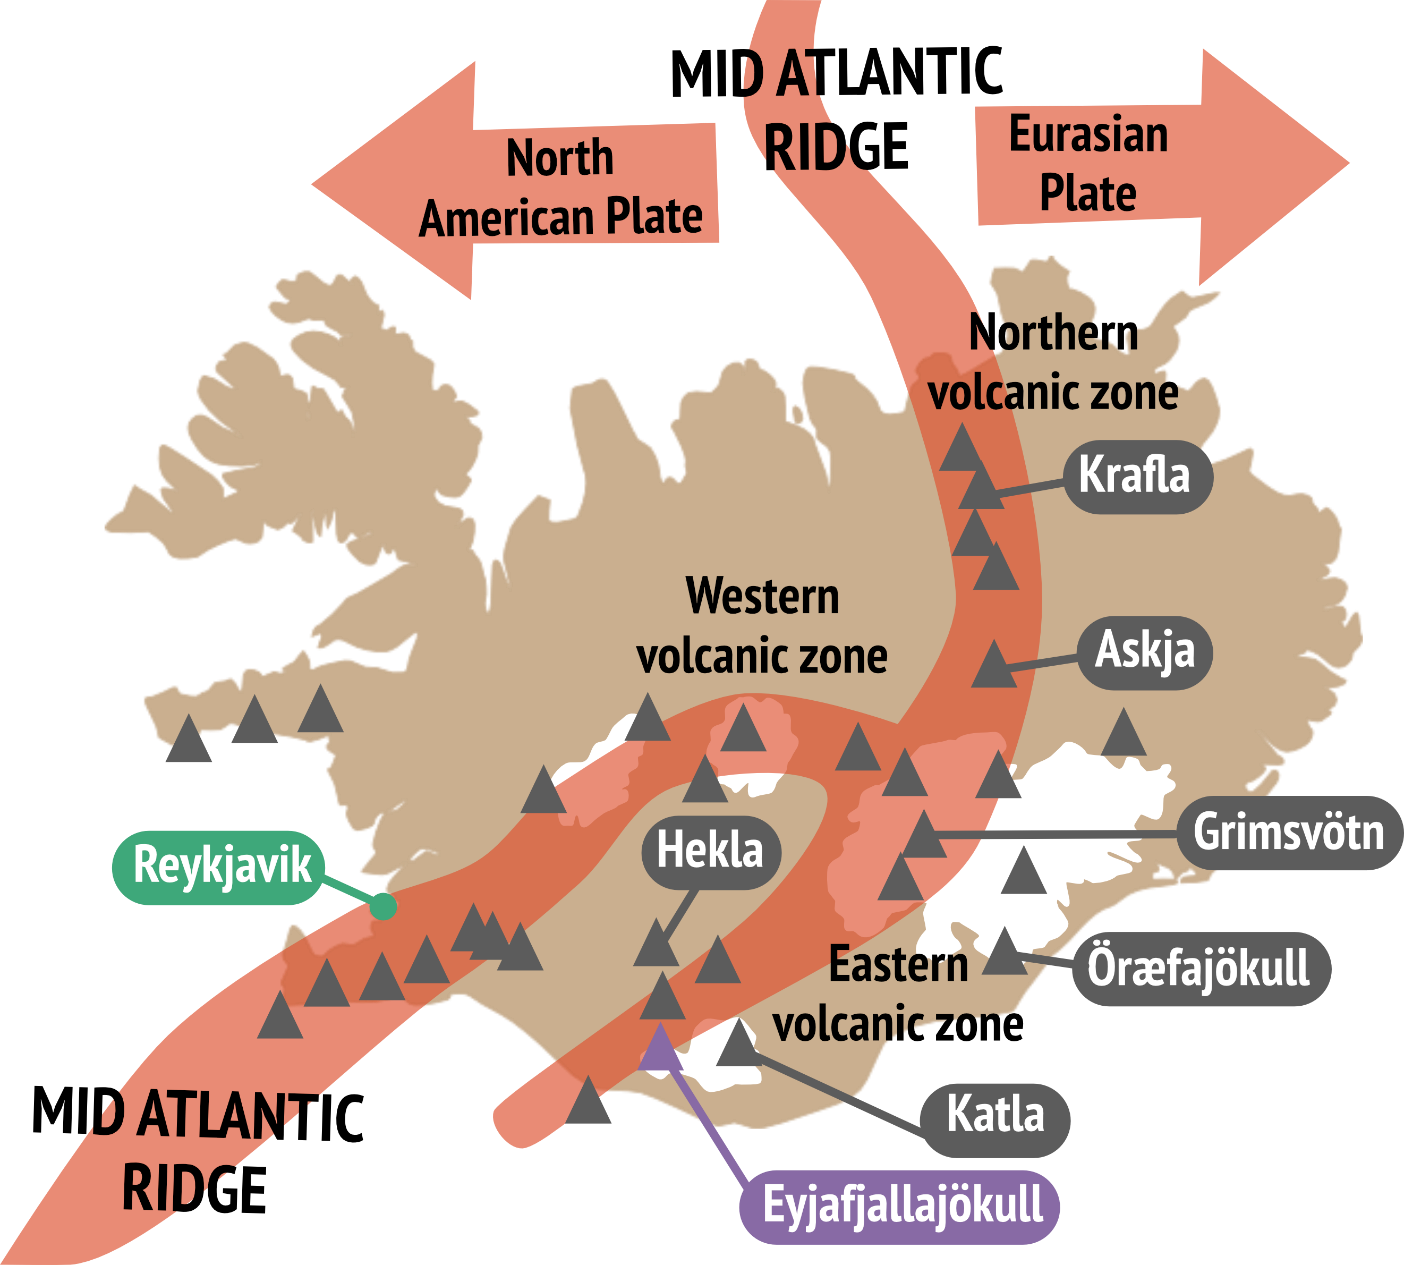 MID ATLANTIC
RIDGE
North
American Plate
Eurasian
Plate
Northern
volcanic zone
Krafla
Western
volcanic zone
Askja
Grimsvötn
Hekla
Reykjavik
Eastern
volcanic zone
Öræfajökull
Katla
MID ATLANTIC
RIDGE
Eyjafjallajökull